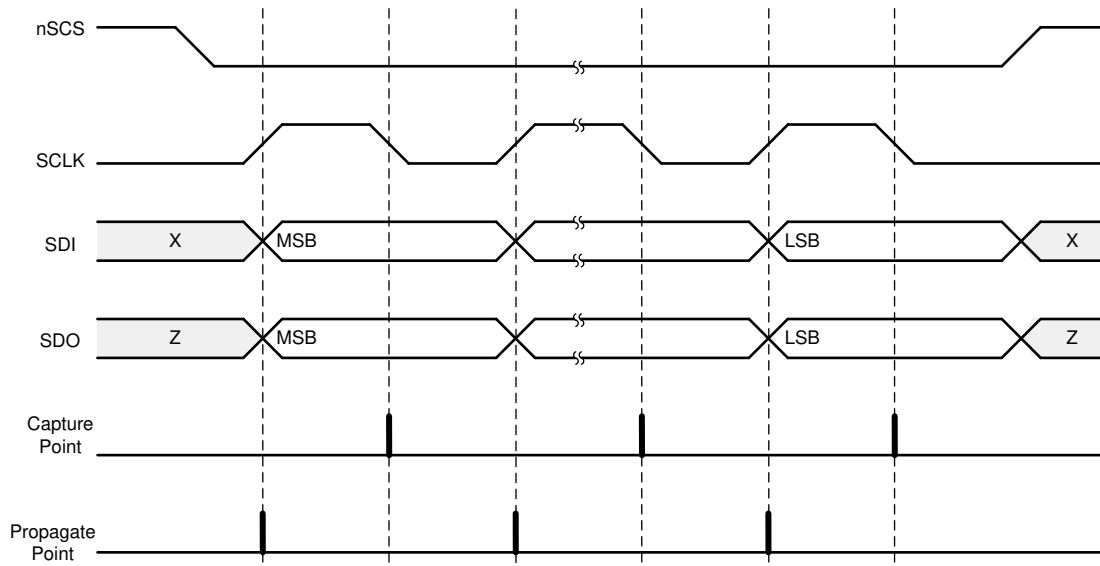 nSCS
SCLK
SDI
X
MSB
LSB
X
SDO
Z
MSB
LSB
Z
Capture
Point
Propagate
Point